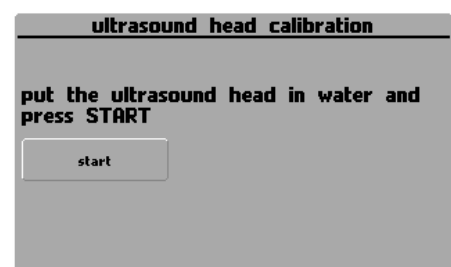 ultrasound head calibration
put the ultrasound head in water and
press START
start